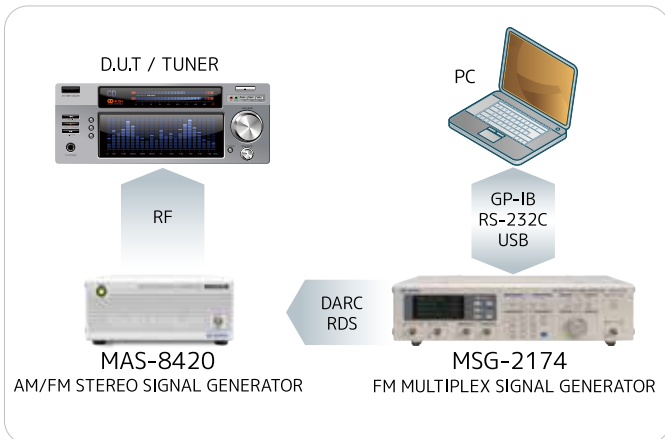 D.U.T / TUNER
PC
RF
GP-IB
RS-232C
USB
DARC
RDS
MAS-8420
AM/FM STEREO SIGNAL GENERATOR
MSG-2174
FM MULTIPLEX SIGNAL GENERATOR